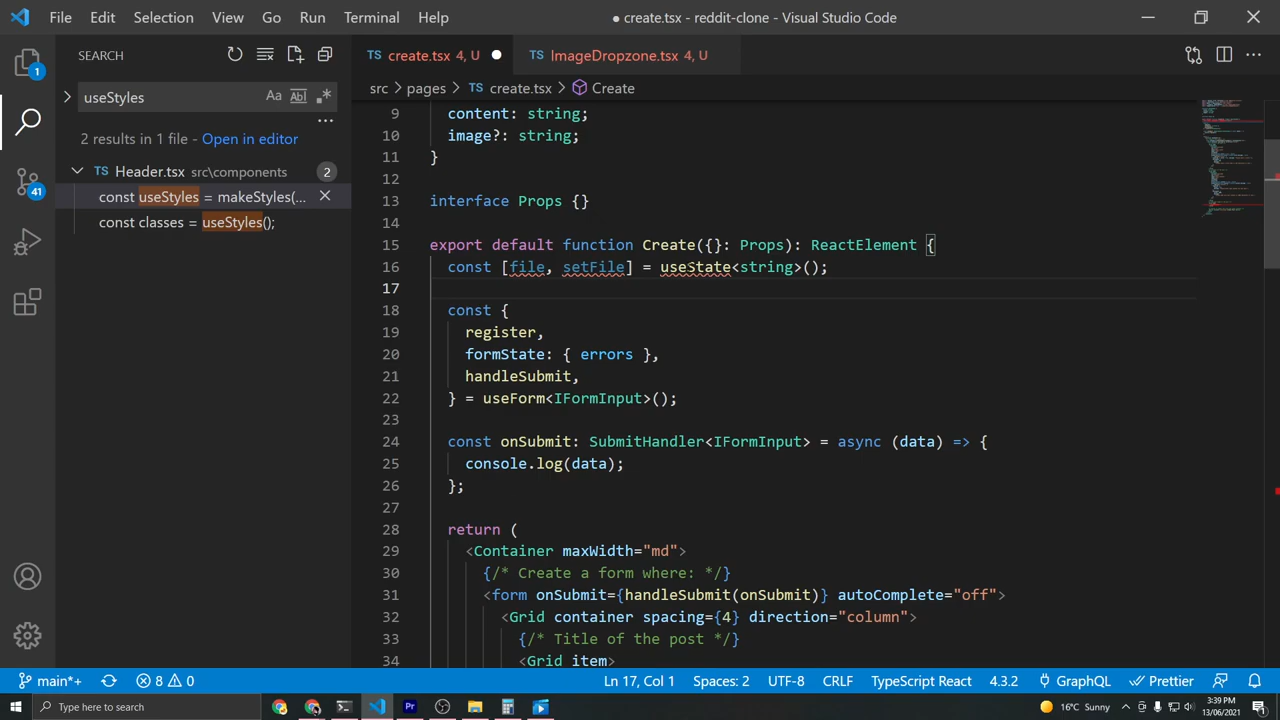 File Edit Selection View Go Run Terminal Help
● create.tsx - reddit-clone - Visual Studio Code
SEARCH
TS create.tsx 4, U ●
TS ImageDropzone.tsx 4, U
1
useStyles
Aa Abl .*
src > pages > TS create.tsx > Create
2 results in 1 file - Open in editor
TS Header.tsx src\components 2
const useStyles = makeStyles(...
const classes = useStyles();
41
9 content: string;
10 image?: string;
11 }
12
13 interface Props {}
14
15 export default function Create({}: Props): ReactElement {
16 const [file, setFile] = useState<string>();
17
18 const {
19 register,
20 formState: { errors },
21 handleSubmit,
22 } = useForm<IFormInput>();
23
24 const onSubmit: SubmitHandler<IFormInput> = async (data) => {
25 console.log(data);
26 };
27
28 return (
29 <Container maxWidth="md">
30 {/* Create a form where: */}
31 <form onSubmit={handleSubmit(onSubmit)} autoComplete="off">
32 <Grid container spacing={4} direction="column">
33 {/* Title of the post */}
34 <Grid item>
main*+ 8 0 Ln 17, Col 1 Spaces: 2 UTF-8 CRLF TypeScript React 4.3.2 GraphQL Prettier
Type here to search
Pr
16°C Sunny
3:39 PM
13/06/2021
1